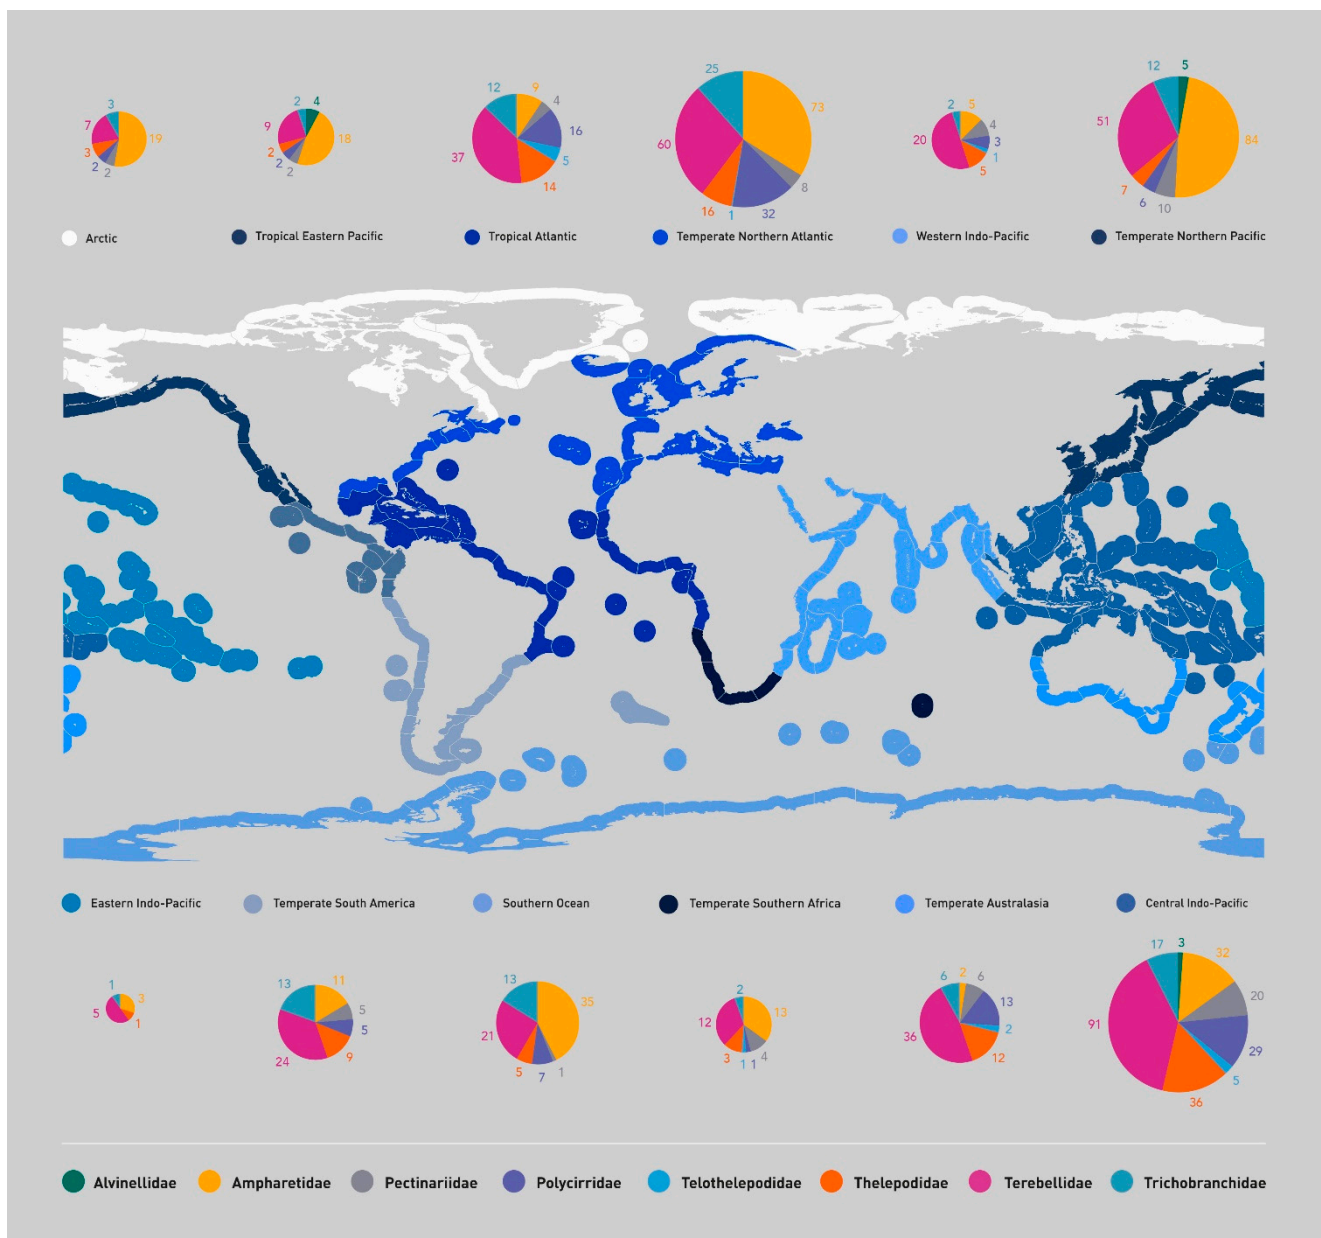 3 7 3 2 2 19
2 4 9 2 2 2 18
12 9 4 16 5 14 37
25 73 8 32 1 16 60
2 5 4 3 1 5 20
12 5 84 10 6 7 51
Arctic
Tropical Eastern Pacific
Tropical Atlantic
Temperate Northern Atlantic
Western Indo-Pacific
Temperate Northern Pacific
Eastern Indo-Pacific
Temperate South America
Southern Ocean
Temperate Southern Africa
Temperate Australasia
Central Indo-Pacific
1 3 1 5
13 11 5 5 9 24
13 35 1 7 5 21
2 13 4 1 1 3 12
6 2 6 13 2 12 36
17 3 32 20 29 5 36 91
Alvinellidae
Ampharetidae
Pectinariidae
Polycirridae
Telothelepodidae
Thelepodidae
Terebellidae
Trichobranchidae